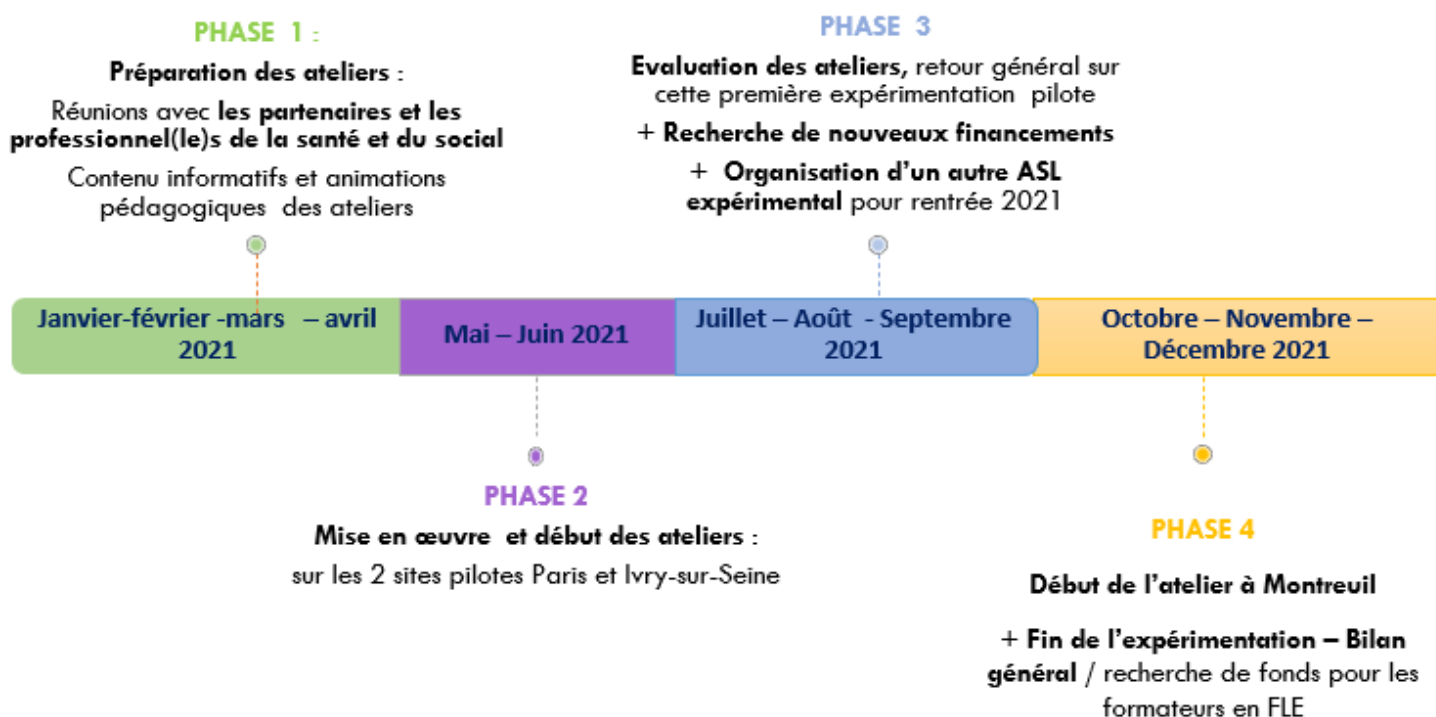 PHASE 1 :
Préparation des ateliers :
Réunions avec les partenaires et les
professionnel(le)s de la santé et du social
Contenu informatifs et animations
pédagogiques des ateliers
PHASE 3
Evaluation des ateliers, retour général sur
cette première expérimentation pilote
+ Recherche de nouveaux financements
+ Organisation d'un autre ASL
expérimental pour rentrée 2021
Janvier-février -mars – avril
2021
Mai – Juin 2021
Juillet – Août - Septembre
2021
Octobre – Novembre –
Décembre 2021
PHASE 2
Mise en œuvre et début des ateliers :
sur les 2 sites pilotes Paris et Ivry-sur-Seine
PHASE 4
Début de l'atelier à Montreuil
+ Fin de l'expérimentation – Bilan
général / recherche de fonds pour les
formateurs en FLE